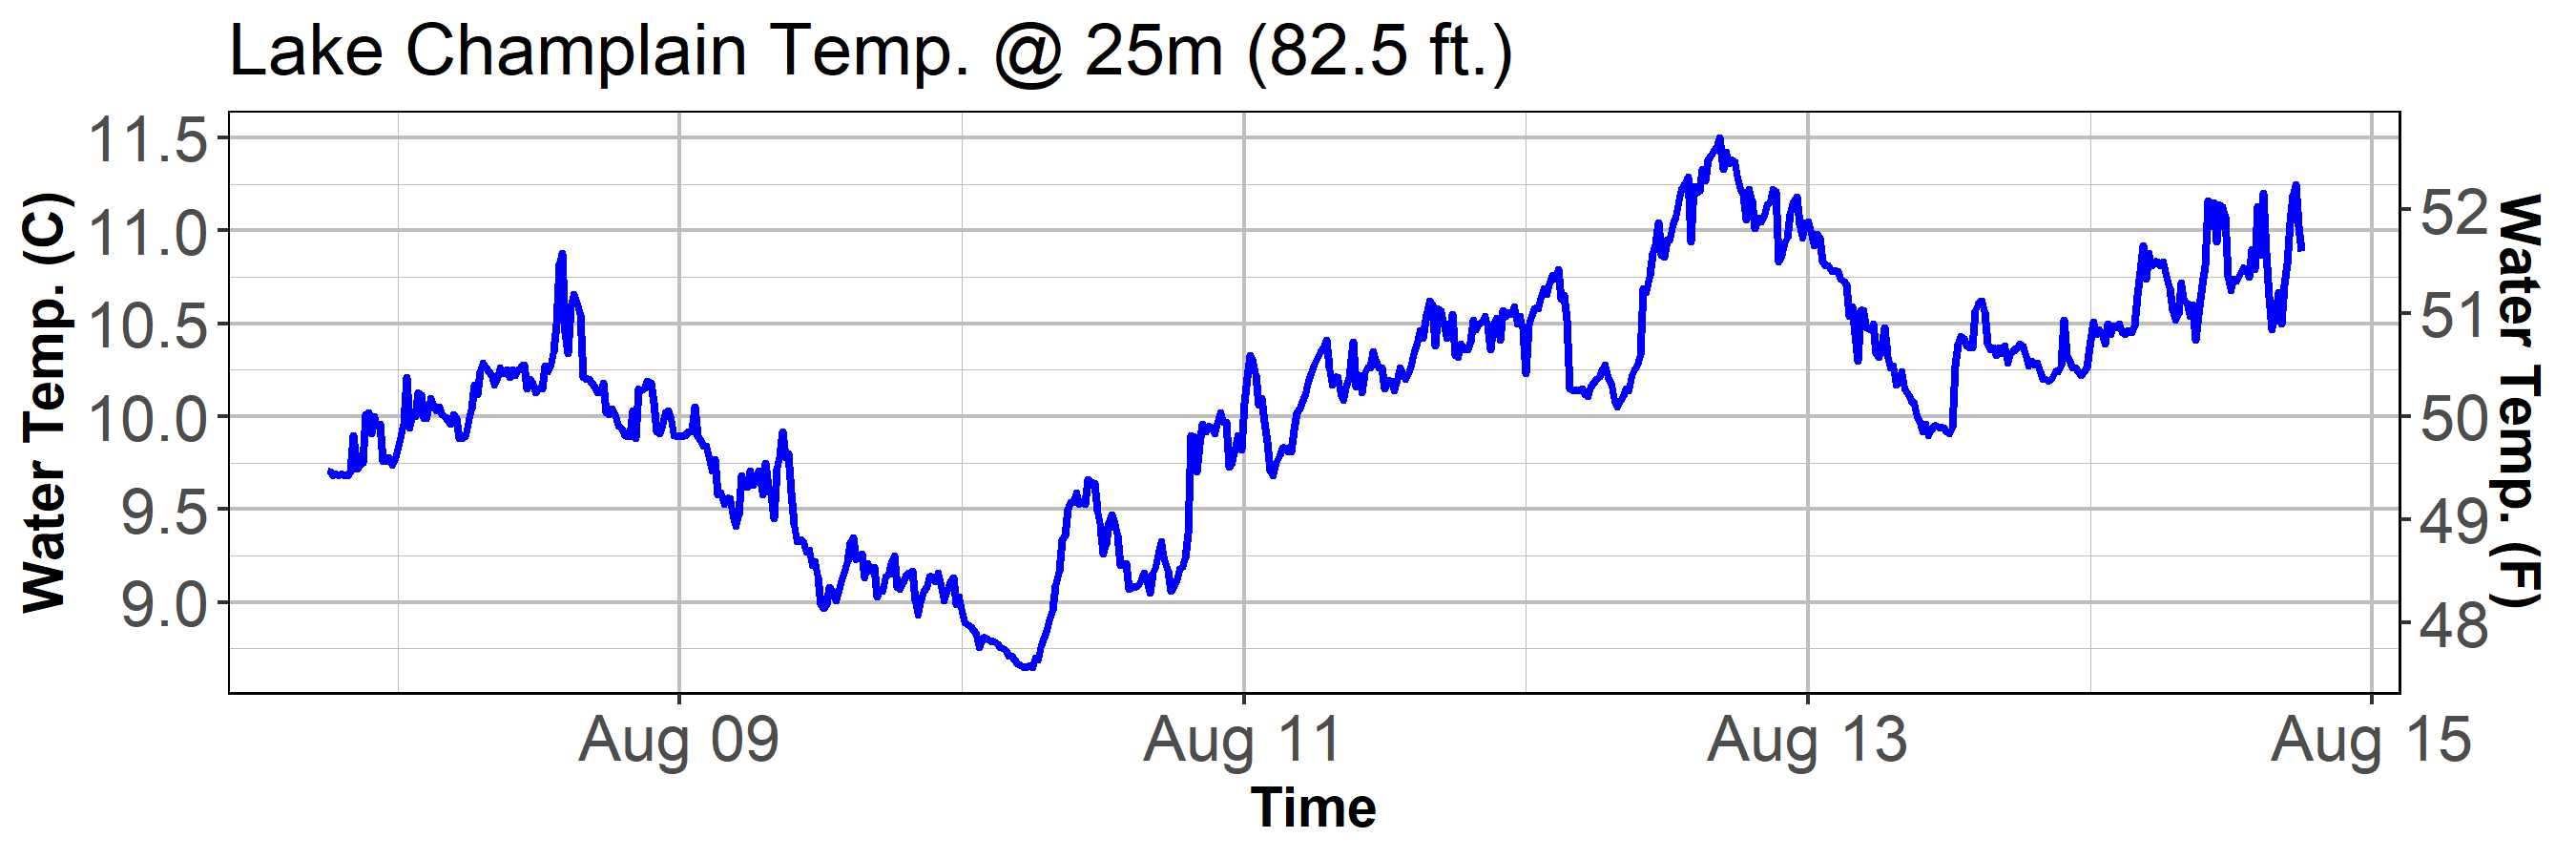 Lake Champlain Temp. @ 25m (82.5 ft.)
Water Temp. (C)
11.5
11.0
10.5
10.0
9.5
9.0
52
51
50
49
48
Water Temp. (F)
Aug 09 Aug 11 Aug 13 Aug 15
Time